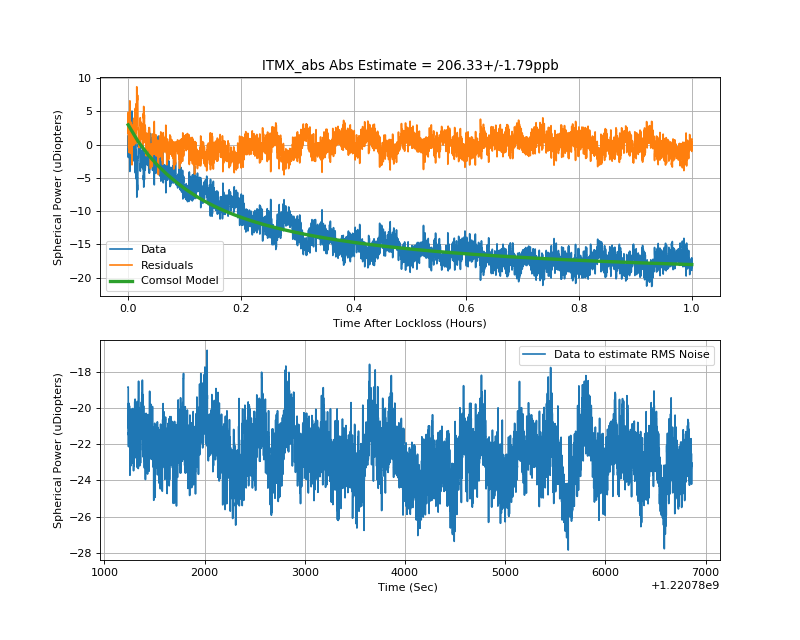 ITMX_abs Abs Estimate = 206.33+/-1.79ppb
Spherical Power (uDiopters)
10
5
0
−5
−10
−15
−20
Data
Residuals
Comsol Model
0.0 0.2 0.4 0.6 0.8 1.0
Time After Lockloss (Hours)
Spherical Power (uDiopters)
−18
−20
−22
−24
−26
−28
Data to estimate RMS Noise
1000 2000 3000 4000 5000 6000 7000
+1.22078e9
Time (Sec)